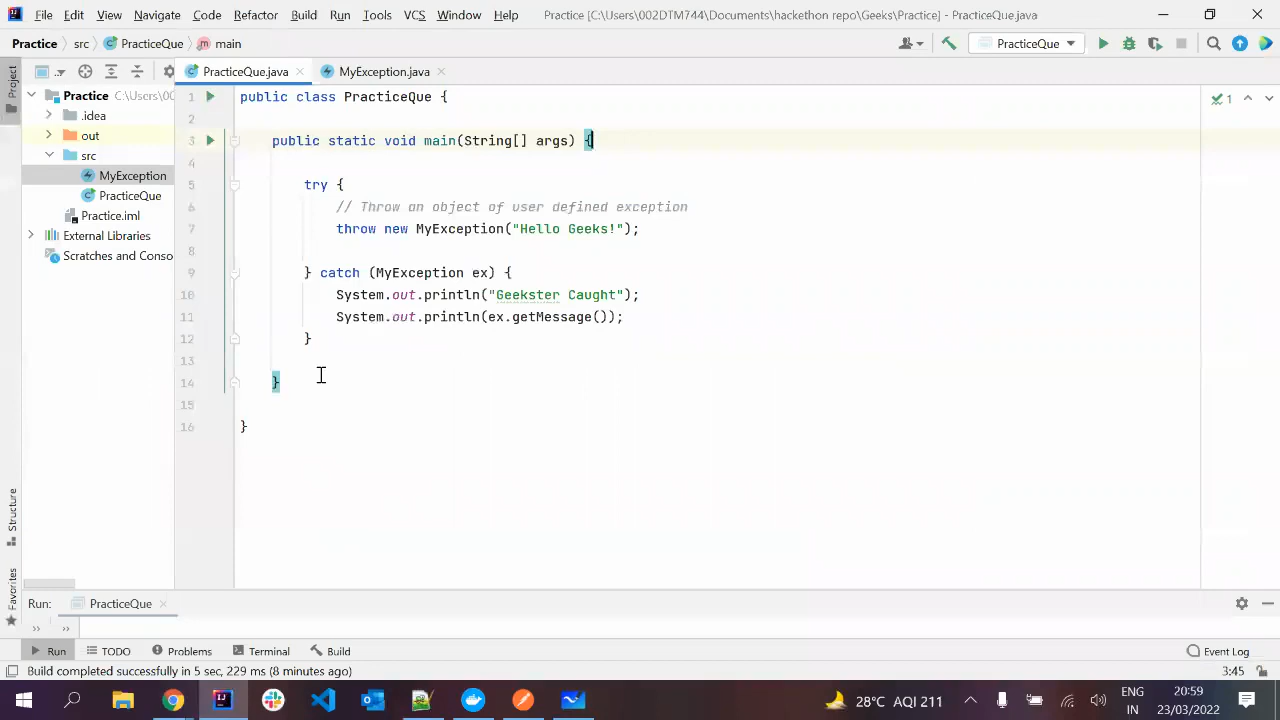 File Edit View Navigate Code Refactor Build Run Tools VCS Window Help Practice [C:\Users\002DTM744\Documents\hackethon repo\Geeks\Practice] - PracticeQue.java
Practice src PracticeQue main PracticeQue
Project
PracticeQue.java MyException.java
Practice C:\Users\00
.idea
out
src
MyException
PracticeQue
Practice.iml
External Libraries
Scratches and Conso
1 public class PracticeQue { 1
2
3 public static void main(String[] args) {
4
5 try {
6 // Throw an object of user defined exception
7 throw new MyException("Hello Geeks!");
8
9 } catch (MyException ex) {
10 System.out.println("Geekster Caught");
11 System.out.println(ex.getMessage());
12 }
13
14 }
15
16 }
Structure
Favorites
Run: PracticeQue
Run TODO Problems Terminal Build Event Log
Build completed successfully in 5 sec, 229 ms (8 minutes ago) 3:45
28°C AQI 211 ENG 20:59
IN 23/03/2022